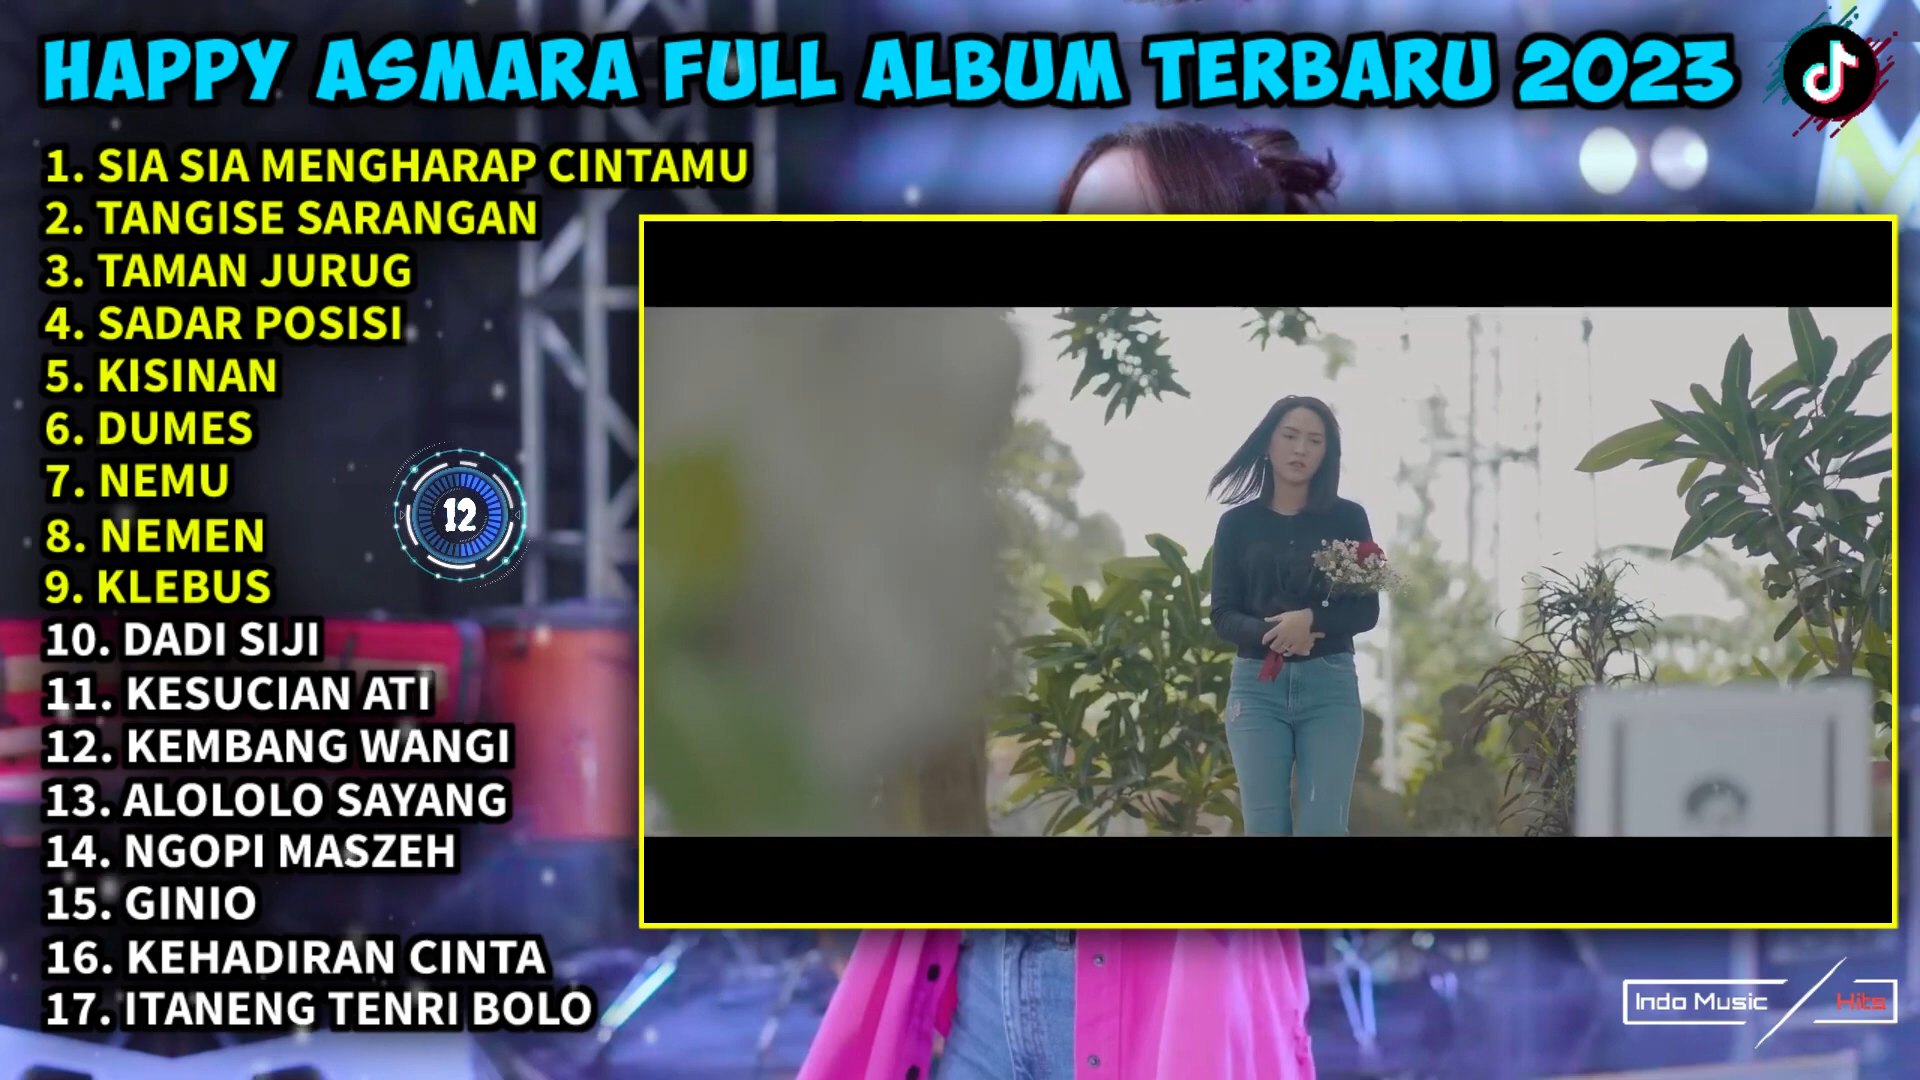 HAPPY ASMARA FULL ALBUM TERBARU 2023
1. SIA SIA MENGHARAP CINTAMU
2. TANGISE SARANGAN
3. TAMAN JURUG
4. SADAR POSISI
5. KISINAN
6. DUMES
7. NEMU
8. NEMEN
9. KLEBUS
10. DADI SIJI
11. KESUCIAN ATI
12. KEMBANG WANGI
13. ALOLOLO SAYANG
14. NGOPI MASZEH
15. GINIO
16. KEHADIRAN CINTA
17. ITANENG TENRI BOLO
12
Indo Music Hits